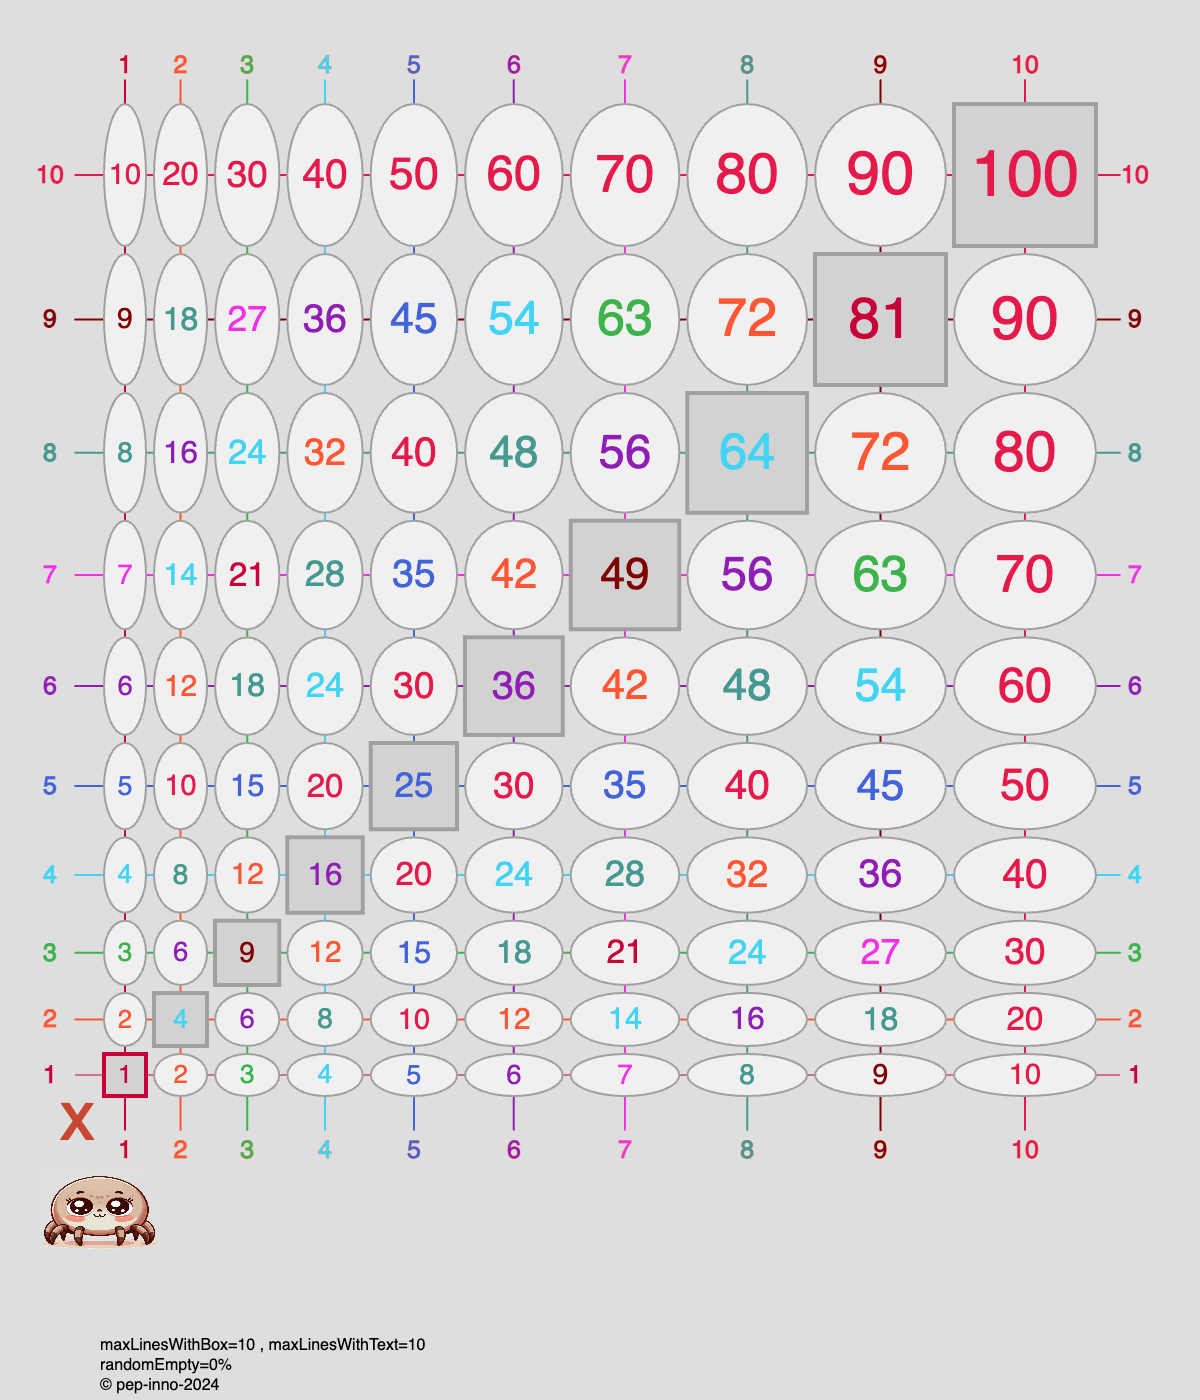 1 2 3 4 5 6 7 8 9 10
10 10 20 30 40 50 60 70 80 90 100 10
9 9 18 27 36 45 54 63 72 81 90 9
8 8 16 24 32 40 48 56 64 72 80 8
7 7 14 21 28 35 42 49 56 63 70 7
6 6 12 18 24 30 36 42 48 54 60 6
5 5 10 15 20 25 30 35 40 45 50 5
4 4 8 12 16 20 24 28 32 36 40 4
3 3 6 9 12 15 18 21 24 27 30 3
2 2 4 6 8 10 12 14 16 18 20 2
1 1 2 3 4 5 6 7 8 9 10 1
X
1 2 3 4 5 6 7 8 9 10
maxLinesWithBox=10 , maxLinesWithText=10
randomEmpty=0%
© pep-inno-2024